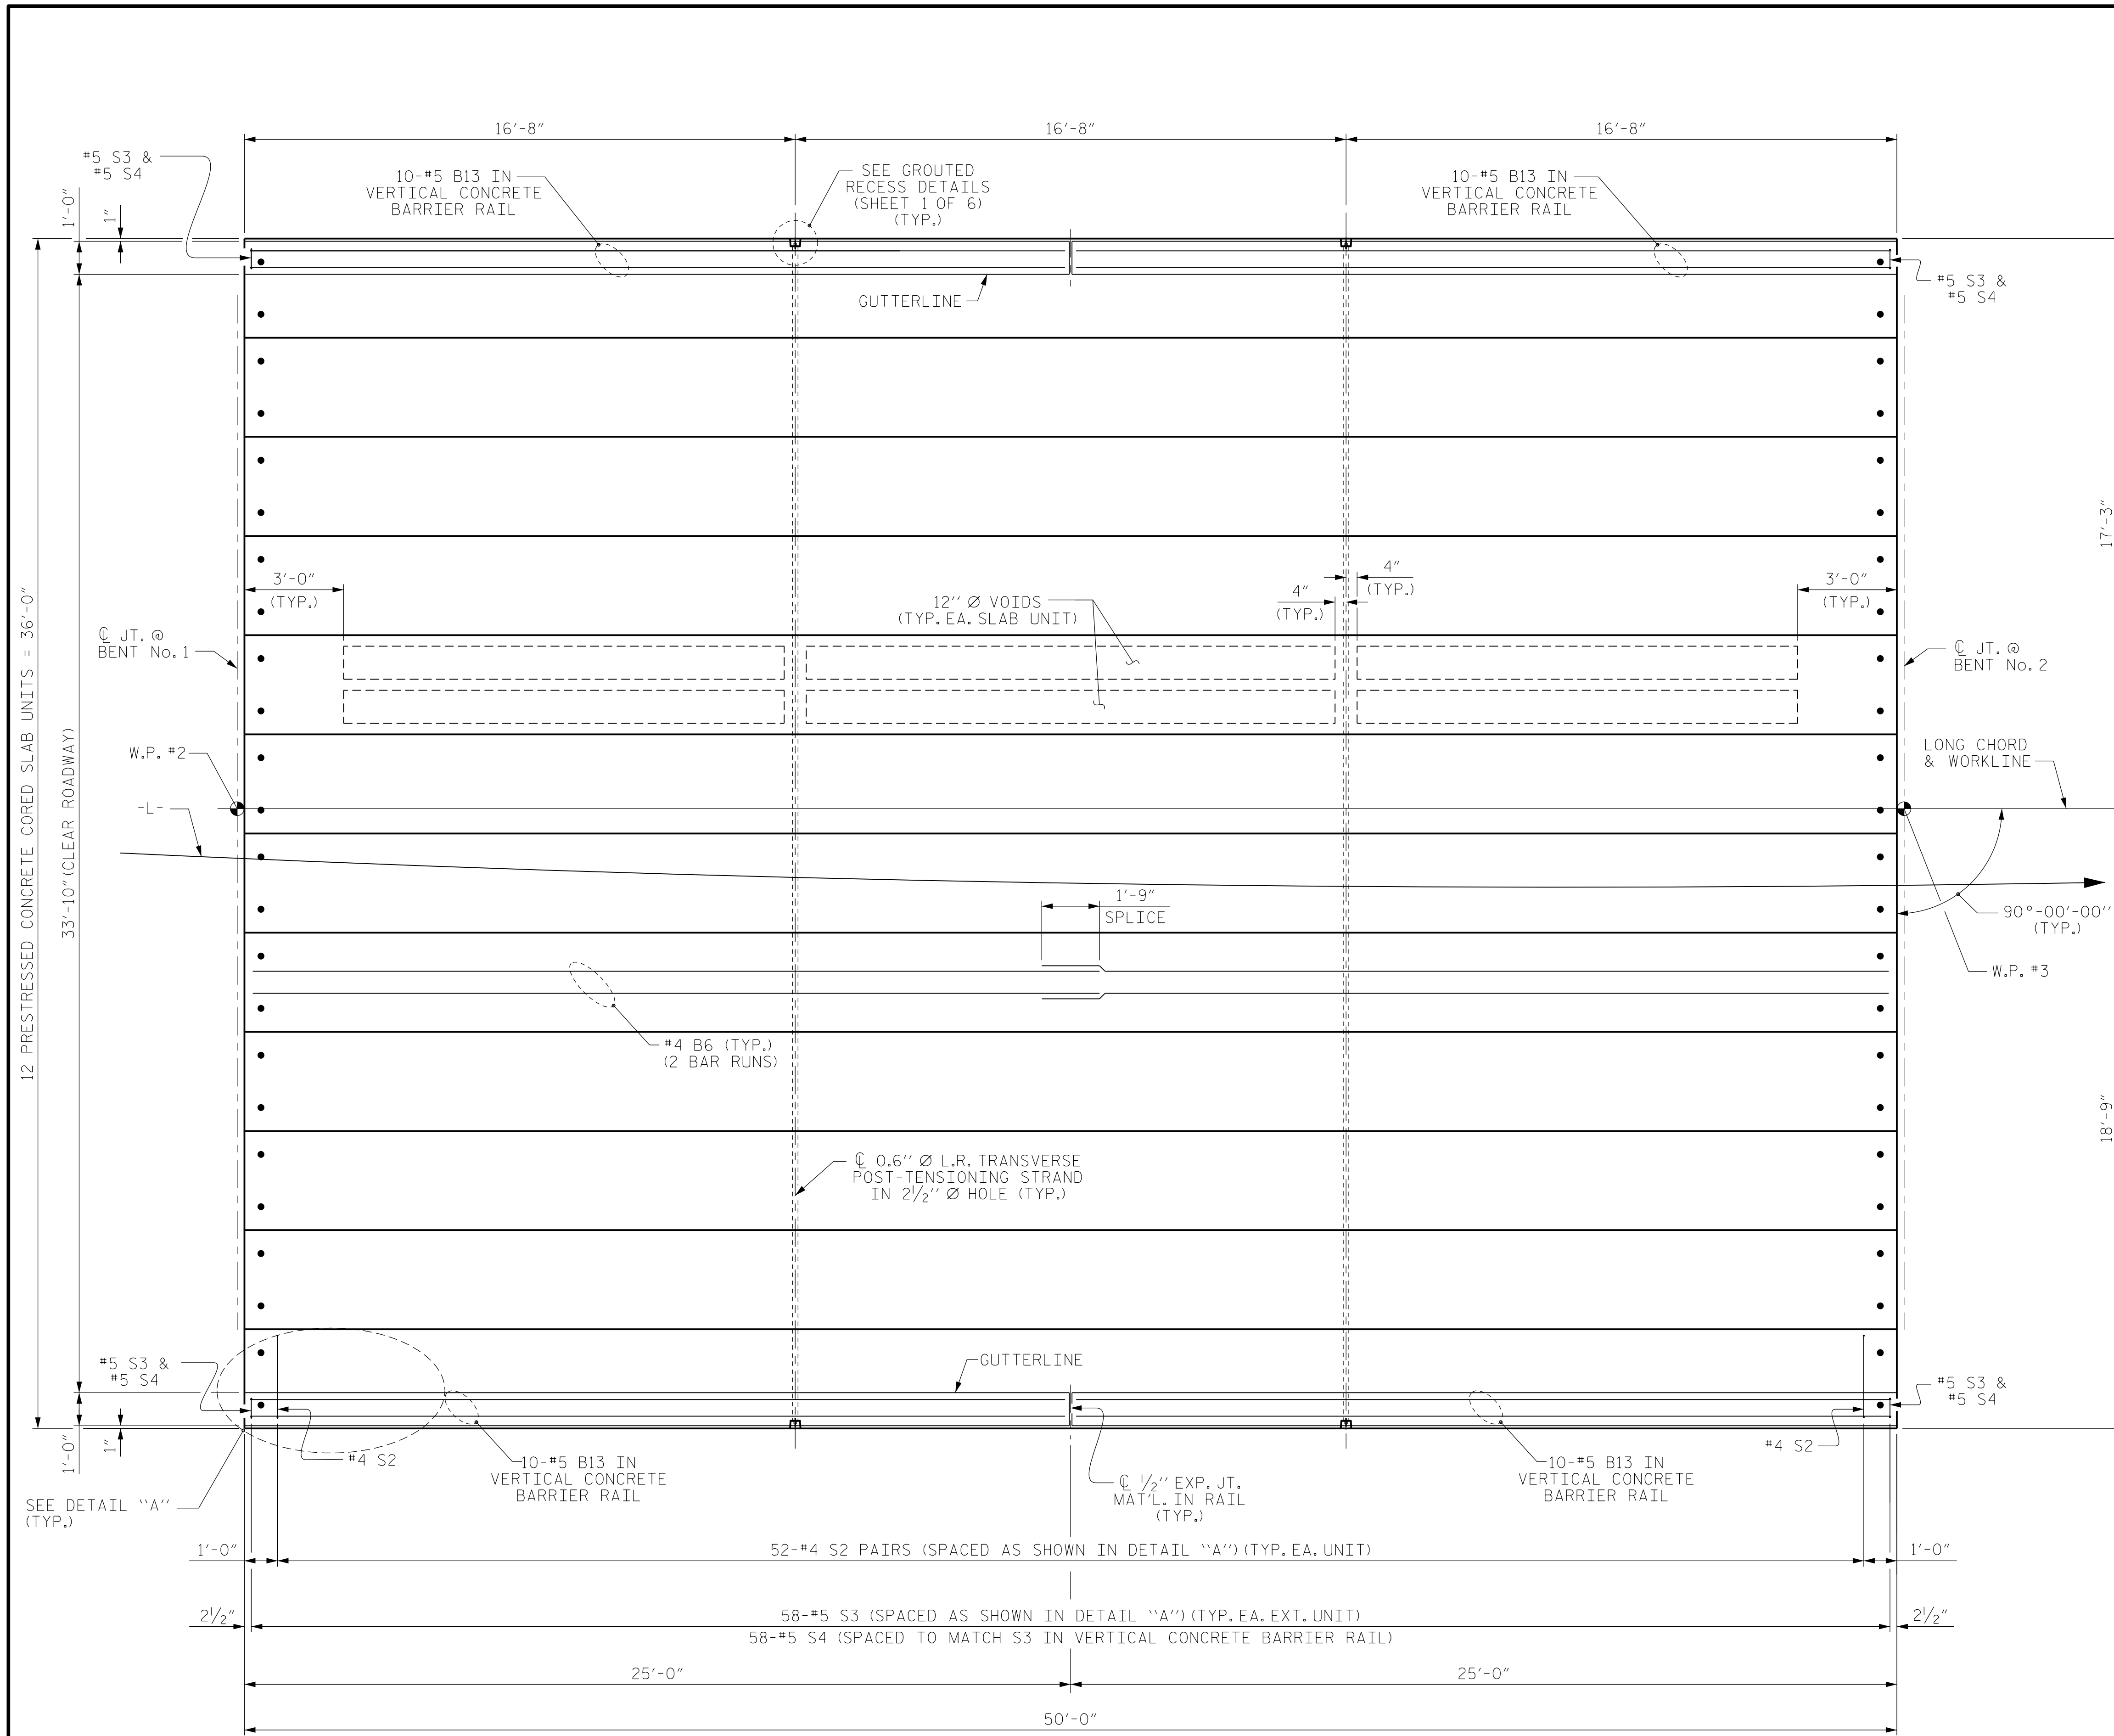 16'-8"
16'-8"
16'-8"
#5 S3 &
#5 S4
10-#5 B13 IN
VERTICAL CONCRETE
BARRIER RAIL
SEE GROUTED
RECESS DETAILS
(SHEET 1 OF 6)
(TYP.)
10-#5 B13 IN
VERTICAL CONCRETE
BARRIER RAIL
1'-0"
1"
GUTTERLINE
#5 S3 &
#5 S4
17'-3"
3'-0"
(TYP.)
12" Ø VOIDS
(TYP. EA. SLAB UNIT)
4"
(TYP.)
4"
(TYP.)
3'-0"
(TYP.)
℄ JT. @
BENT No. 1
℄ JT. @
BENT No. 2
12 PRESTRESSED CONCRETE CORED SLAB UNITS = 36'-0"
33'-10" (CLEAR ROADWAY)
W.P. #2
LONG CHORD
& WORKLINE
-L-
1'-9"
SPLICE
90°-00'-00"
(TYP.)
W.P. #3
#4 B6 (TYP.)
(2 BAR RUNS)
18'-9"
℄ 0.6" Ø L.R. TRANSVERSE
POST-TENSIONING STRAND
IN 2 1/2" Ø HOLE (TYP.)
#5 S3 &
#5 S4
GUTTERLINE
#5 S3 &
#5 S4
1'-0"
1"
#4 S2
10-#5 B13 IN
VERTICAL CONCRETE
BARRIER RAIL
℄ 1/2" EXP. JT.
MAT'L. IN RAIL
(TYP.)
10-#5 B13 IN
VERTICAL CONCRETE
BARRIER RAIL
#4 S2
SEE DETAIL "A"
(TYP.)
1'-0"
52-#4 S2 PAIRS (SPACED AS SHOWN IN DETAIL "A") (TYP. EA. UNIT)
1'-0"
2 1/2"
58-#5 S3 (SPACED AS SHOWN IN DETAIL "A") (TYP. EA. EXT. UNIT)
2 1/2"
58-#5 S4 (SPACED TO MATCH S3 IN VERTICAL CONCRETE BARRIER RAIL)
25'-0"
25'-0"
50'-0"